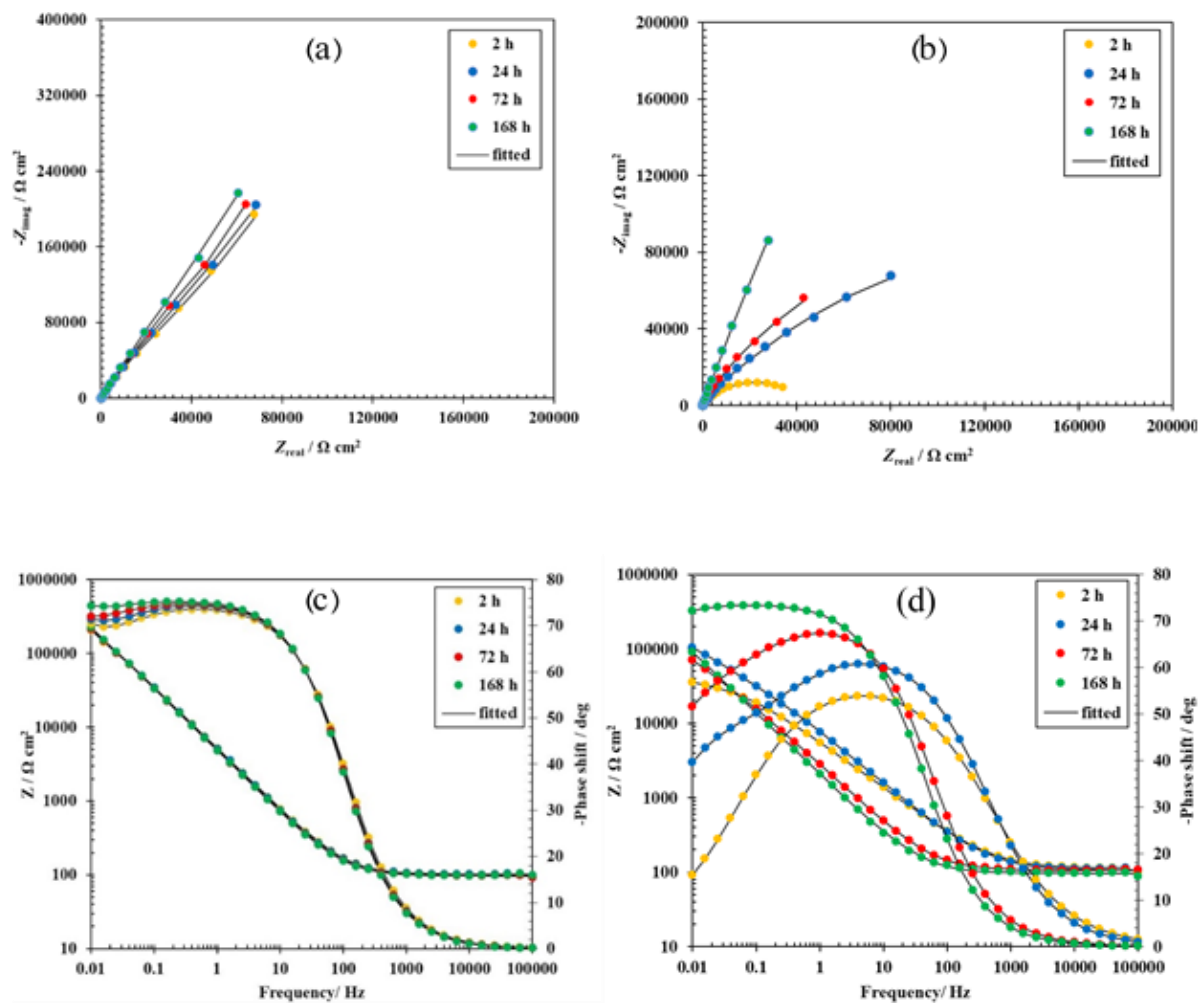 (a)
400000
320000
240000
160000
80000
0
-Zimag / Ω cm²
0 40000 80000 120000 160000 200000
Zreal / Ω cm²
2 h
24 h
72 h
168 h
fitted
(b)
200000
160000
120000
80000
40000
0
-Zimag / Ω cm²
0 40000 80000 120000 160000 200000
Zreal / Ω cm²
2 h
24 h
72 h
168 h
fitted
(c)
1000000
100000
10000
1000
100
10
Z / Ω cm²
0.01 0.1 1 10 100 1000 10000 100000
Frequency/ Hz
80
70
60
50
40
30
20
10
0
-Phase shift / deg
2 h
24 h
72 h
168 h
fitted
(d)
1000000
100000
10000
1000
100
10
Z / Ω cm²
0.01 0.1 1 10 100 1000 10000 100000
Frequency/ Hz
80
70
60
50
40
30
20
10
0
-Phase shift / deg
2 h
24 h
72 h
168 h
fitted